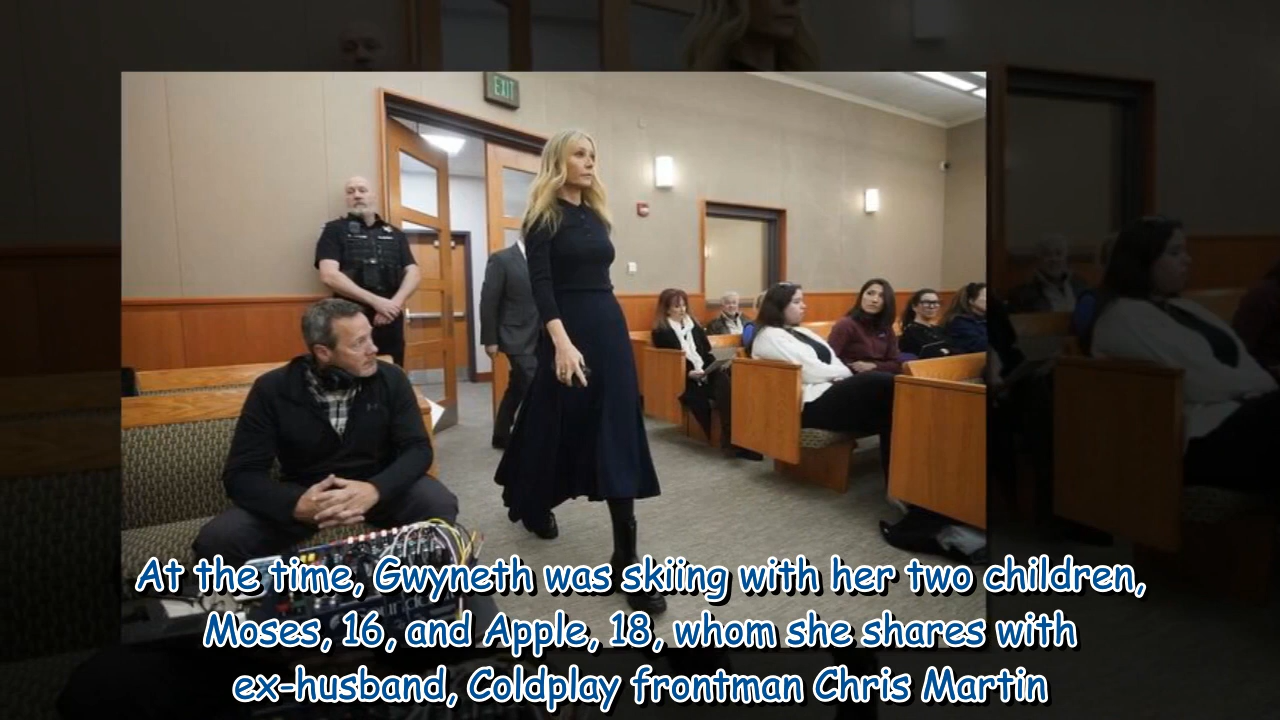 EXIT
At the time, Gwyneth was skiing with her two children,
Moses, 16, and Apple, 18, whom she shares with
ex-husband, Coldplay frontman Chris Martin